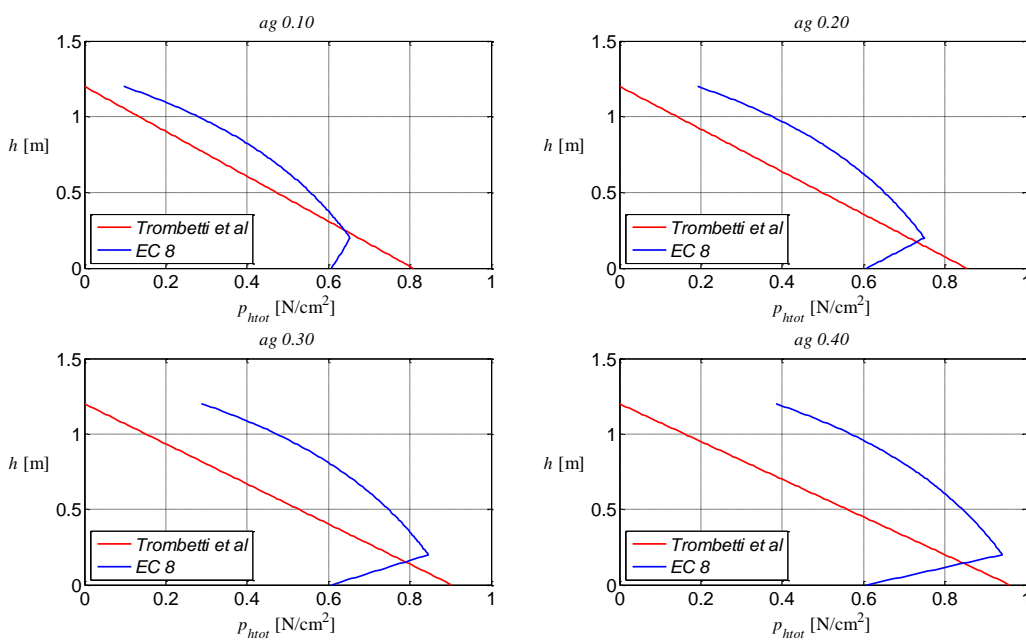 ag 0.10
1.5
1
0.5
0
h [m]
Trombetti et al
EC 8
0 0.2 0.4 0.6 0.8 1
p_htot [N/cm²]
ag 0.20
1.5
1
0.5
0
h [m]
Trombetti et al
EC 8
0 0.2 0.4 0.6 0.8 1
p_htot [N/cm²]
ag 0.30
1.5
1
0.5
0
h [m]
Trombetti et al
EC 8
0 0.2 0.4 0.6 0.8 1
p_htot [N/cm²]
ag 0.40
1.5
1
0.5
0
h [m]
Trombetti et al
EC 8
0 0.2 0.4 0.6 0.8 1
p_htot [N/cm²]